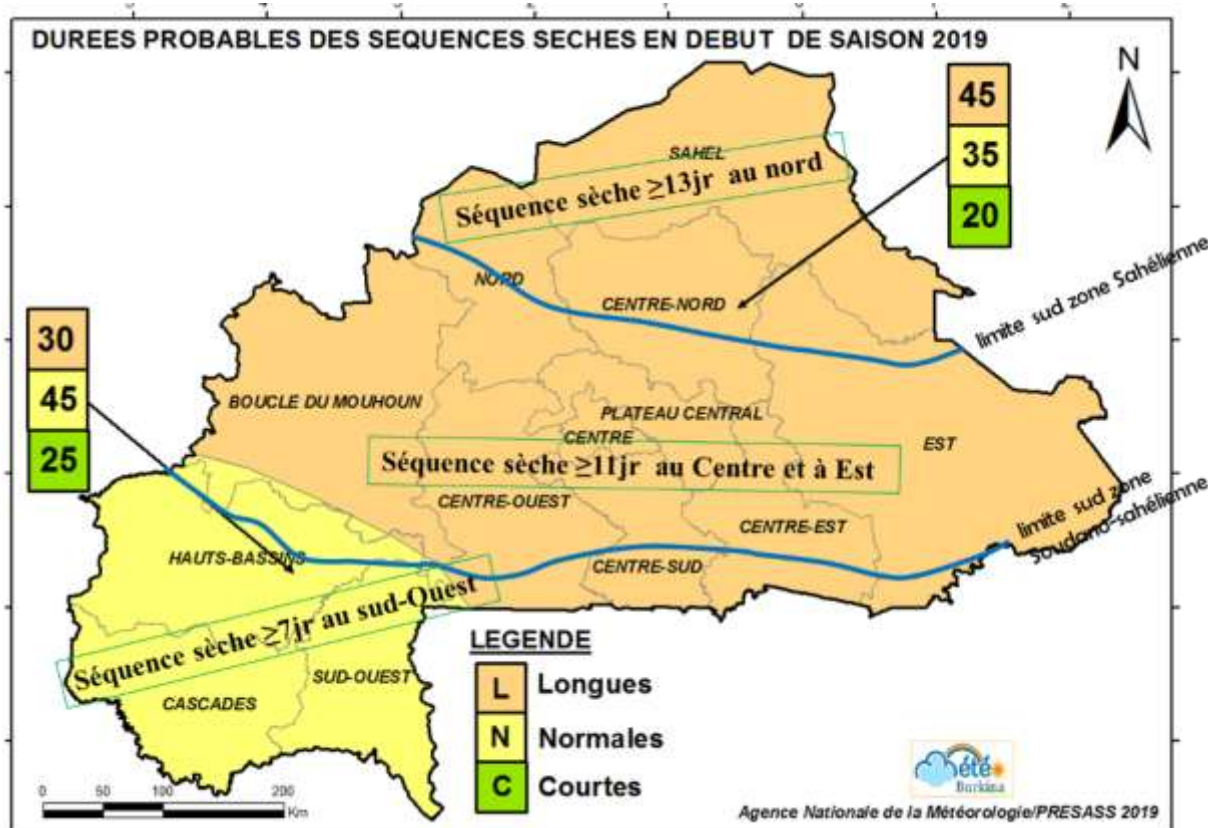 DUREES PROBABLES DES SEQUENCES SECHES EN DEBUT DE SAISON 2019
N
45
35
20
SAHEL
Séquence sèche ≥13jr au nord
NORD
CENTRE-NORD
limite sud zone Sahélienne
30
45
25
BOUCLE DU MOUHOUN
PLATEAU CENTRAL
CENTRE
EST
Séquence sèche ≥11jr au Centre et à Est
CENTRE-OUEST
CENTRE-EST
limite sud zone
Soudano-sahélienne
HAUTS-BASSINS
CENTRE-SUD
Séquence sèche ≥7jr au sud-Ouest
SUD-OUEST
CASCADES
LEGENDE
L Longues
N Normales
C Courtes
0 50 100 200
Km
été
Burkina
Agence Nationale de la Météorologie/PRESASS 2019